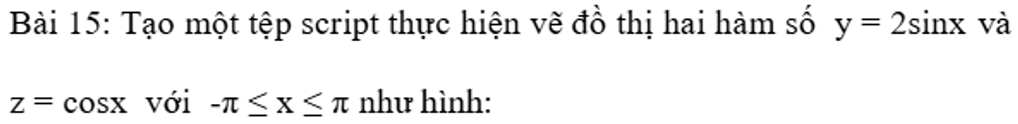 Bài 15: Tạo một tệp script thực hiện vẽ đồ thị hai hàm số y = 2sinx và
z = cosx với -π ≤ x ≤ π như hình: